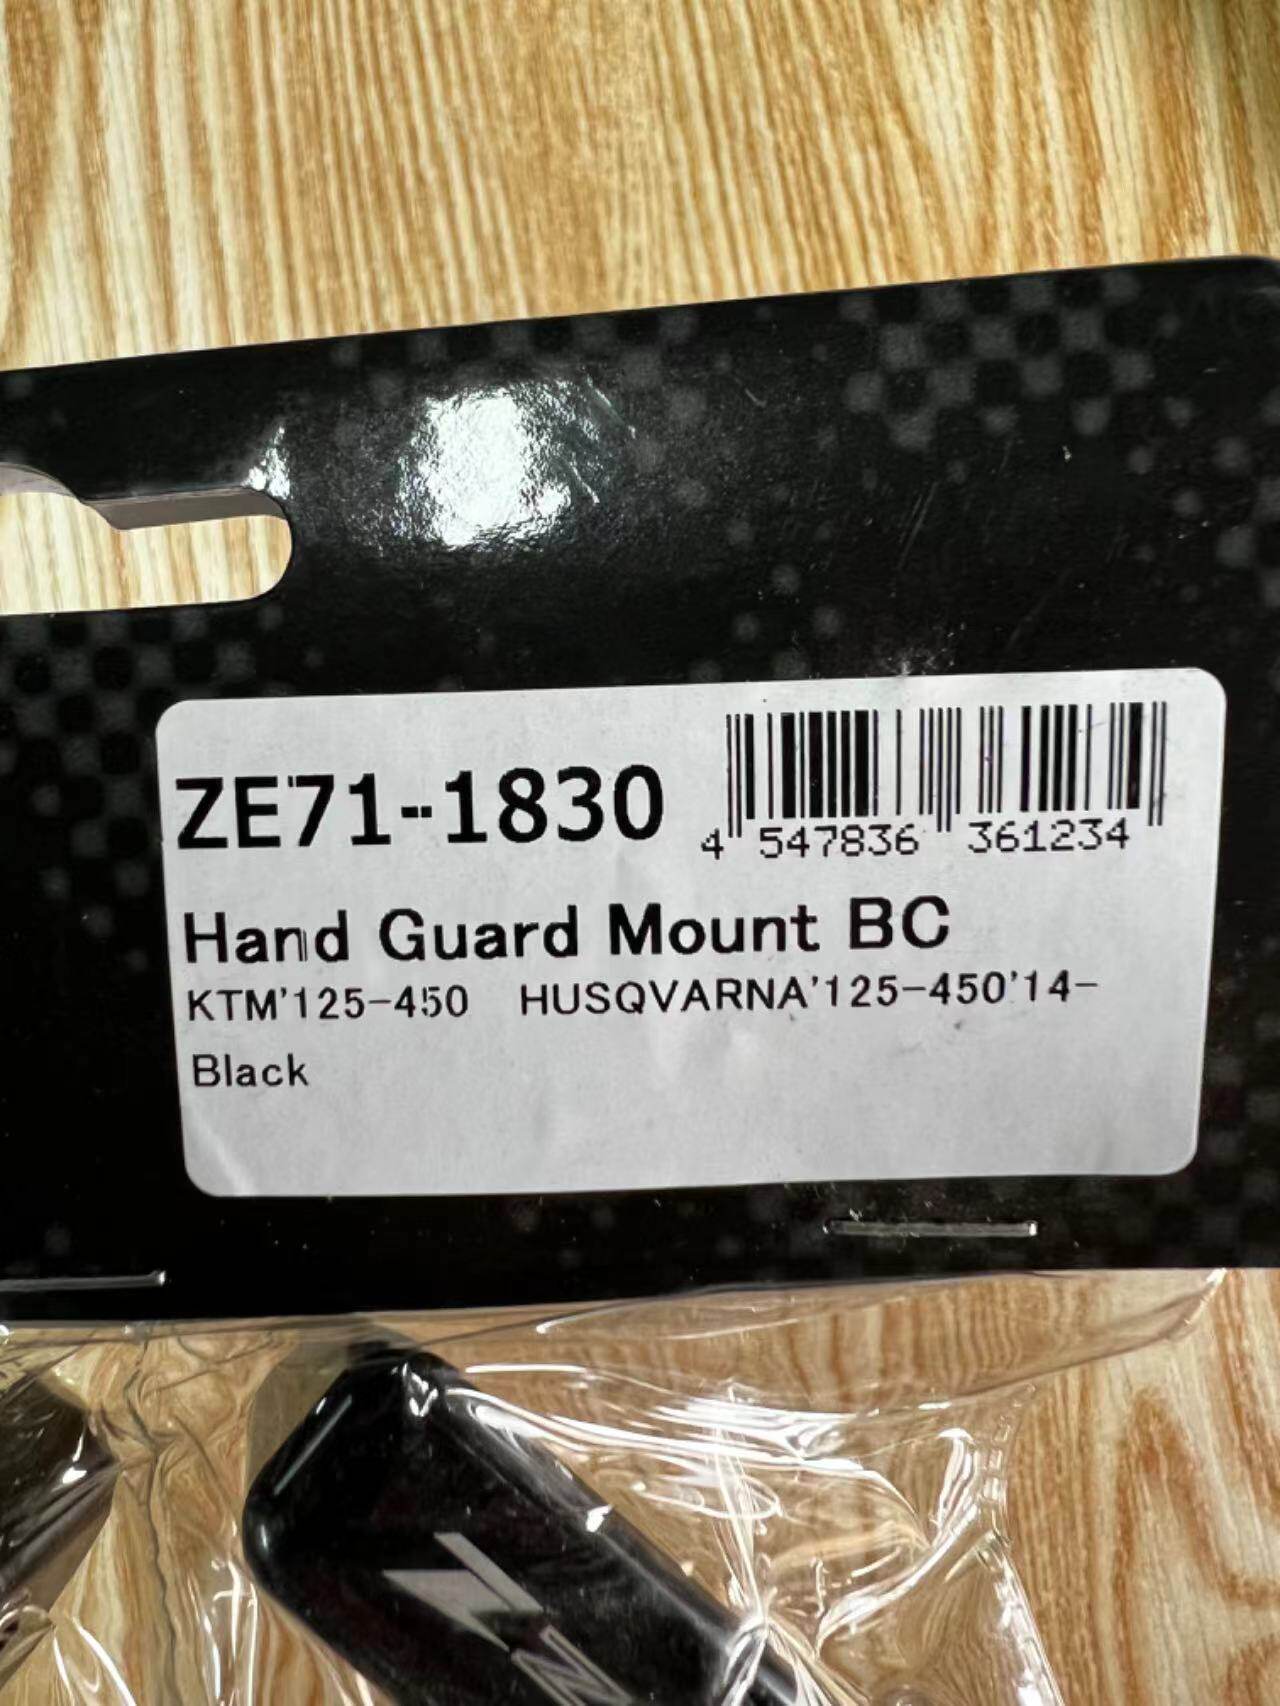 ZE71-1830
4 547836 361234
Hand Guard Mount BC
KTM'125-450 HUSQVARNA'125-450'14-
Black